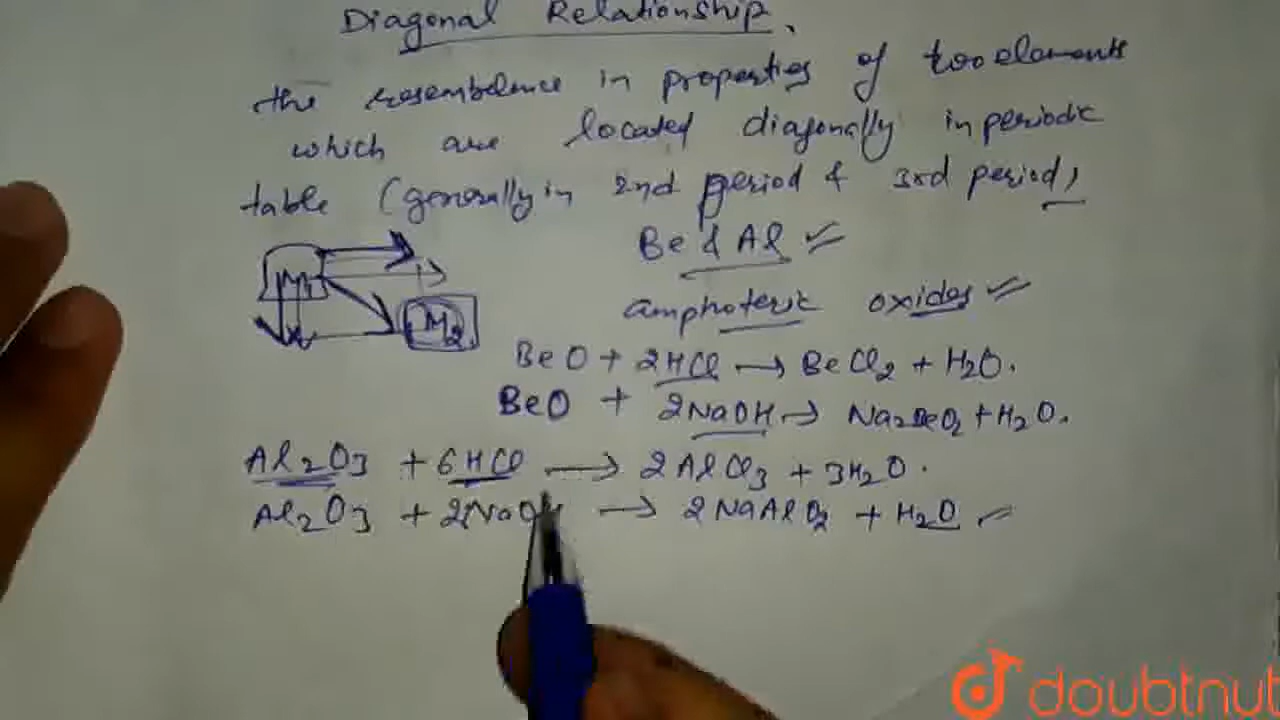 Diagonal Relationship.
the resembelence in properties of two elements
which are located diagonally in periodic
table (generally in 2nd period & 3rd period)
Be & Al
M1
M2
amphoteric oxides
BeO + 2HCl → BeCl2 + H2O.
BeO + 2NaOH → Na2BeO2 + H2O.
Al2O3 + 6HCl → 2AlCl3 + 3H2O.
Al2O3 + 2NaOH → 2NaAlO2 + H2O
doubtnut